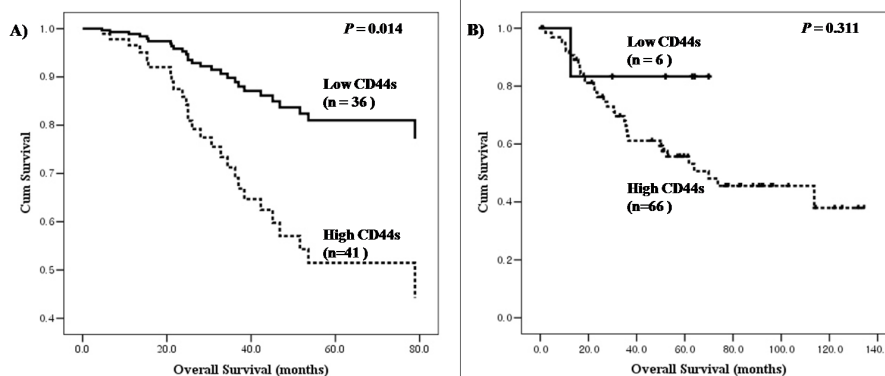 A)
P = 0.014
Low CD44s
(n = 36 )
High CD44s
(n=41)
Cum Survival
1.0
0.9
0.8
0.7
0.6
0.5
0.4
0.0
20.0
40.0
60.0
80.0
Overall Survival (months)
B)
P = 0.311
Low CD44s
(n = 6 )
High CD44s
(n=66)
Cum Survival
1.0
0.8
0.6
0.4
0.2
0.0
0.0
20.0
40.0
60.0
80.0
100.0
120.0
140.
Overall Survival (months)